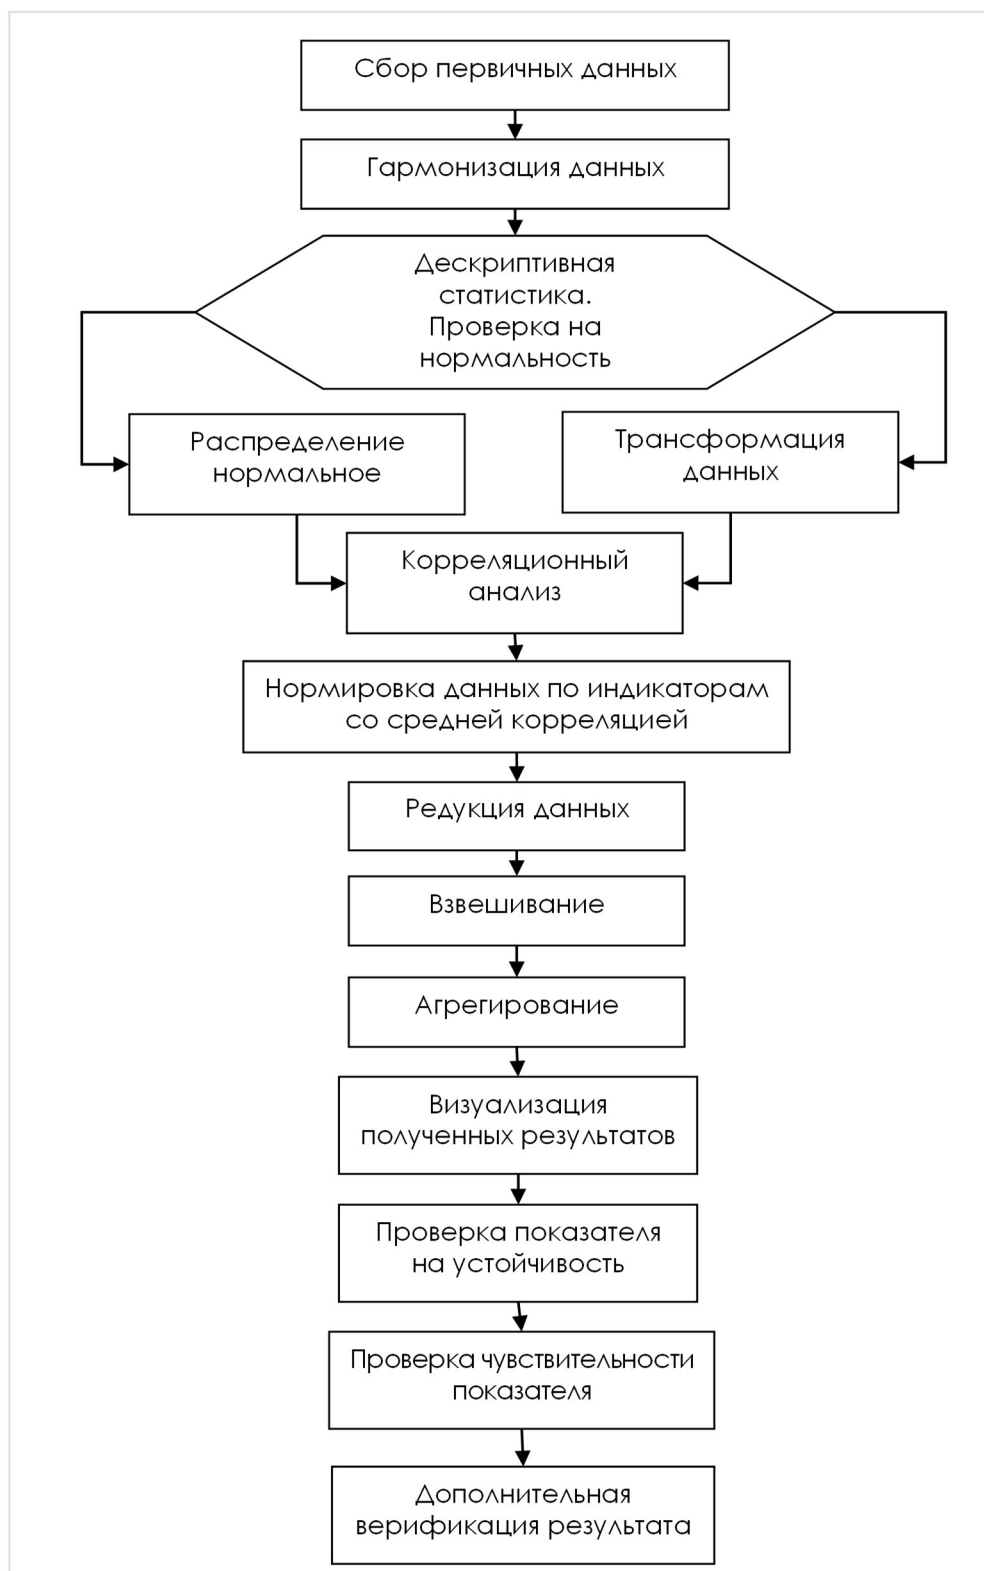 Сбор первичных данных
Гармонизация данных
Дескриптивная
статистика.
Проверка на
нормальность
Распределение
нормальное
Трансформация
данных
Корреляционный
анализ
Нормировка данных по индикаторам
со средней корреляцией
Редукция данных
Взвешивание
Агрегирование
Визуализация
полученных результатов
Проверка показателя
на устойчивость
Проверка чувствительности
показателя
Дополнительная
верификация результата